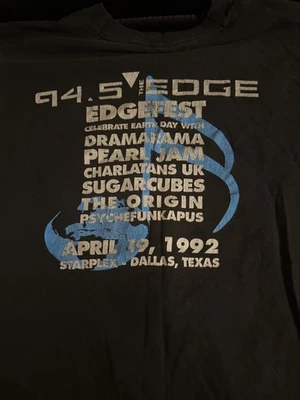 94.5 THE EDGE
EDGEFEST
CELEBRATE EARTH DAY WITH
DRAMARAMA
PEARL JAM
CHARLATANS UK
SUGARCUBES
THE ORIGIN
PSYCHEFUNKAPUS
APRIL 19, 1992
STARPLEX - DALLAS, TEXAS